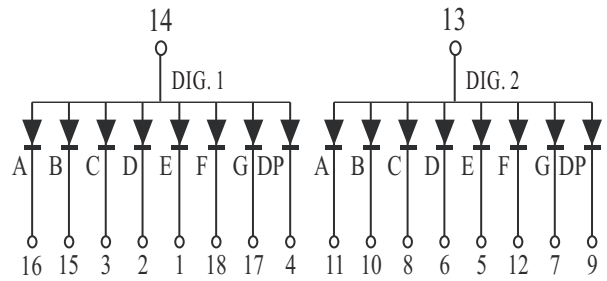 14 13
DIG. 1 DIG. 2
A B C D E F G DP A B C D E F G DP
16 15 3 2 1 18 17 4 11 10 8 6 5 12 7 9